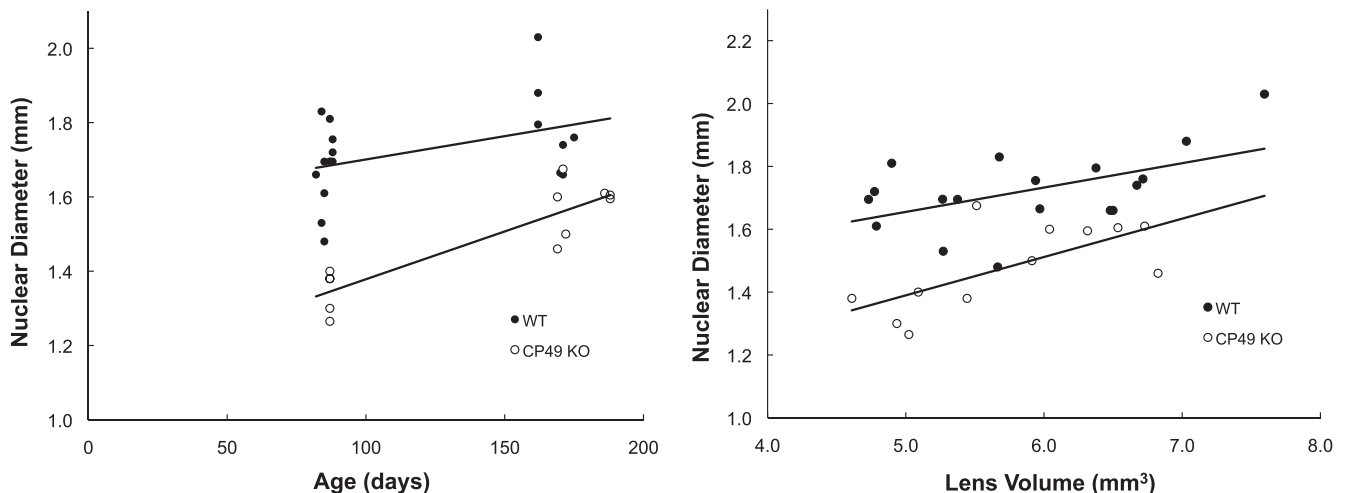 Nuclear Diameter (mm)
2.0
1.8
1.6
1.4
1.2
1.0
0
50
100
150
200
Age (days)
WT
CP49 KO
Nuclear Diameter (mm)
2.2
2.0
1.8
1.6
1.4
1.2
1.0
4.0
5.0
6.0
7.0
8.0
Lens Volume (mm³)
WT
CP49 KO